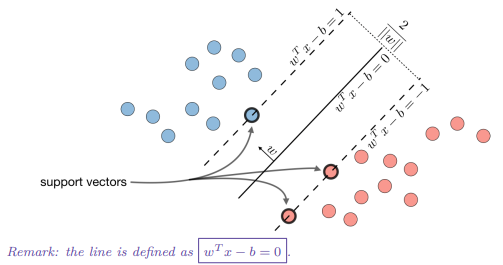 w^T x − b = 1
2
||w||
w^T x − b = 0
w^T x − b = −1
w
support vectors
Remark: the line is defined as w^T x − b = 0.